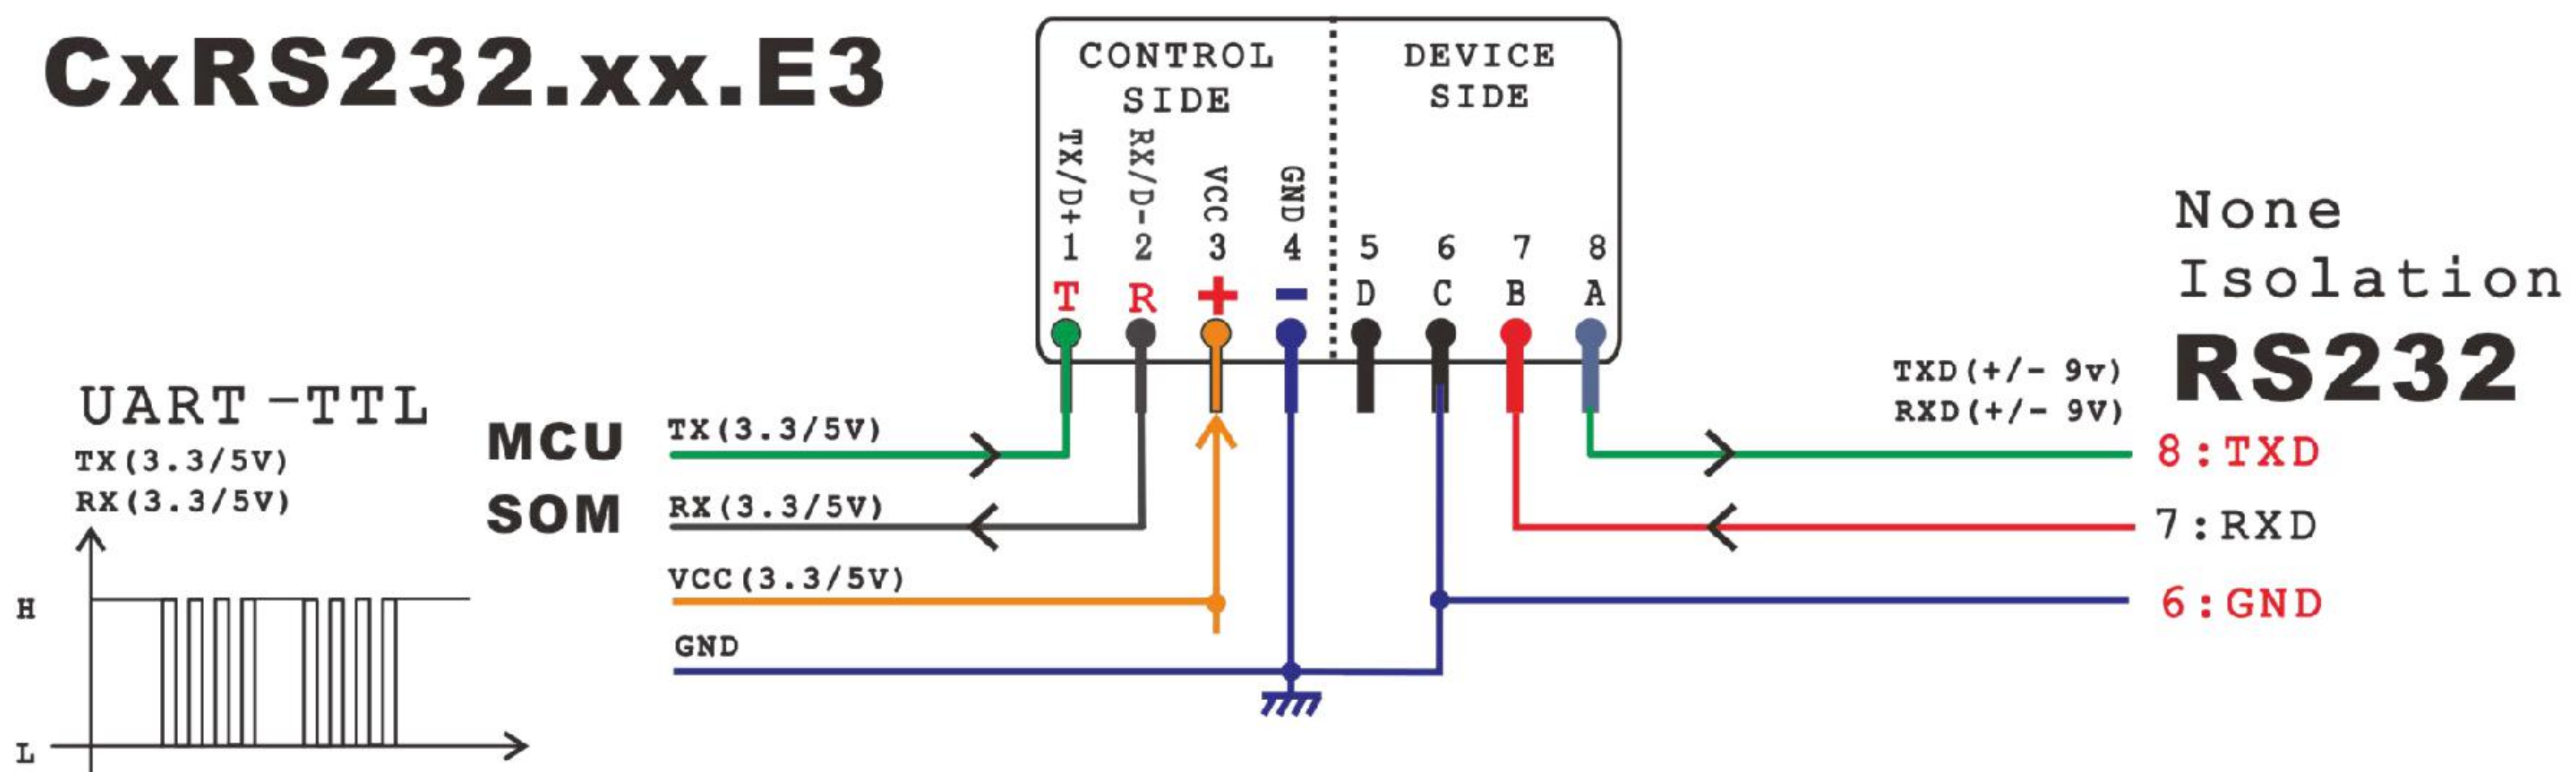 CxRS232.xx.E3
CONTROL
SIDE
DEVICE
SIDE
TX/D+
RX/D-
VCC
GND
1 2 3 4 5 6 7 8
T R + - D C B A
None
Isolation
RS232
TXD(+/- 9v)
RXD(+/- 9V)
8:TXD
7:RXD
6:GND
UART-TTL
TX(3.3/5V)
RX(3.3/5V)
MCU
SOM
TX(3.3/5V)
RX(3.3/5V)
VCC(3.3/5V)
GND
H
L